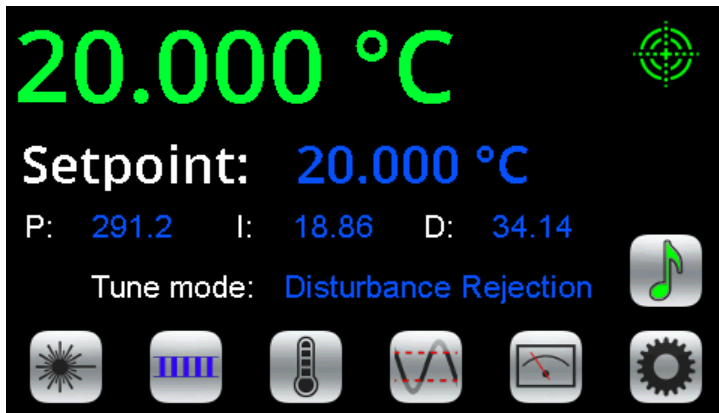 20.000 °C
Setpoint: 20.000 °C
P: 291.2 I: 18.86 D: 34.14
Tune mode: Disturbance Rejection